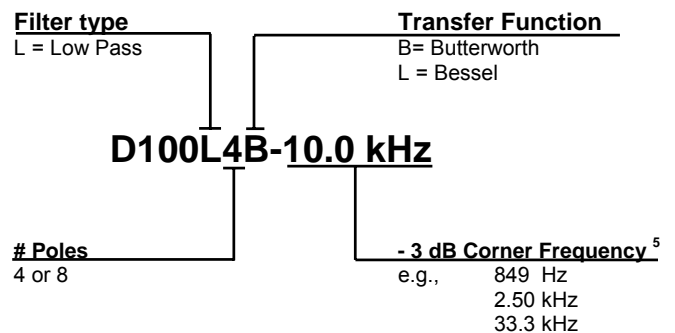 Filter type
L = Low Pass
Transfer Function
B= Butterworth
L = Bessel
D100L4B-10.0 kHz
# Poles
4 or 8
- 3 dB Corner Frequency 5
e.g., 849 Hz
2.50 kHz
33.3 kHz